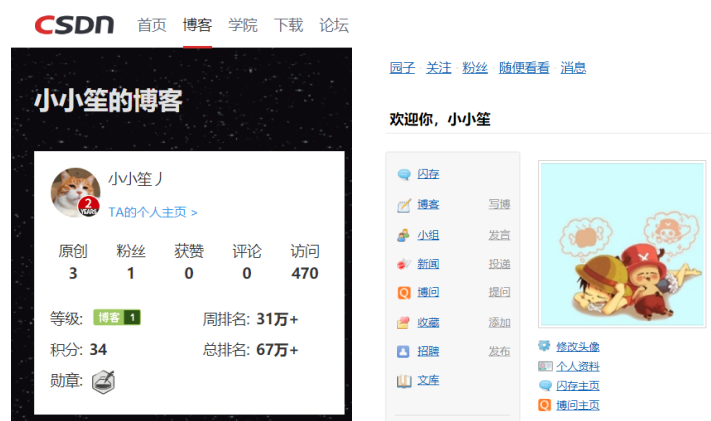 CSDN 首页 博客 学院 下载 论坛
小小笙的博客
小小笙丿
2 YEARS
TA的个人主页 >
原创 粉丝 获赞 评论 访问
3 1 0 0 470
等级: 博客 1 周排名: 31万+
积分: 34 总排名: 67万+
勋章:
园子 · 关注 · 粉丝 · 随便看看 · 消息
欢迎你，小小笙
闪存
博客 写博
小组 发言
新闻 投递
博问 提问
收藏 添加
招聘 发布
文库
修改头像
个人资料
闪存主页
博问主页